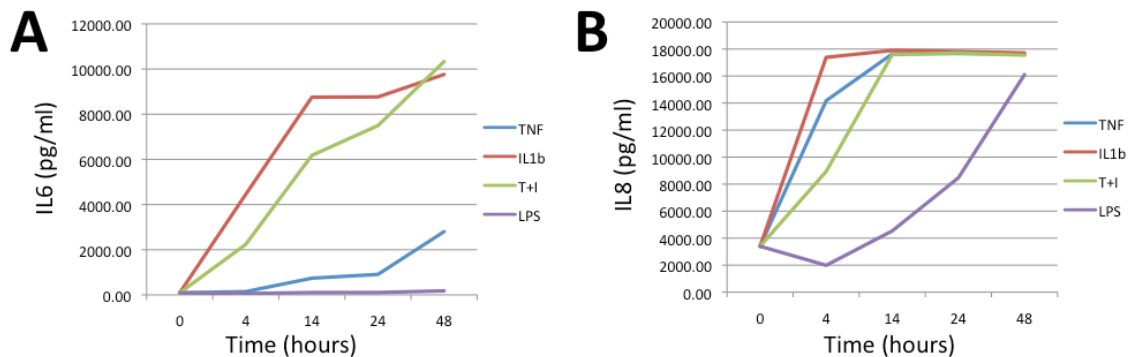 A
IL6 (pg/ml)
12000.00
10000.00
8000.00
6000.00
4000.00
2000.00
0.00
0 4 14 24 48
Time (hours)
TNF
IL1b
T+I
LPS
B
IL8 (pg/ml)
20000.00
18000.00
16000.00
14000.00
12000.00
10000.00
8000.00
6000.00
4000.00
2000.00
0.00
0 4 14 24 48
Time (hours)
TNF
IL1b
T+I
LPS